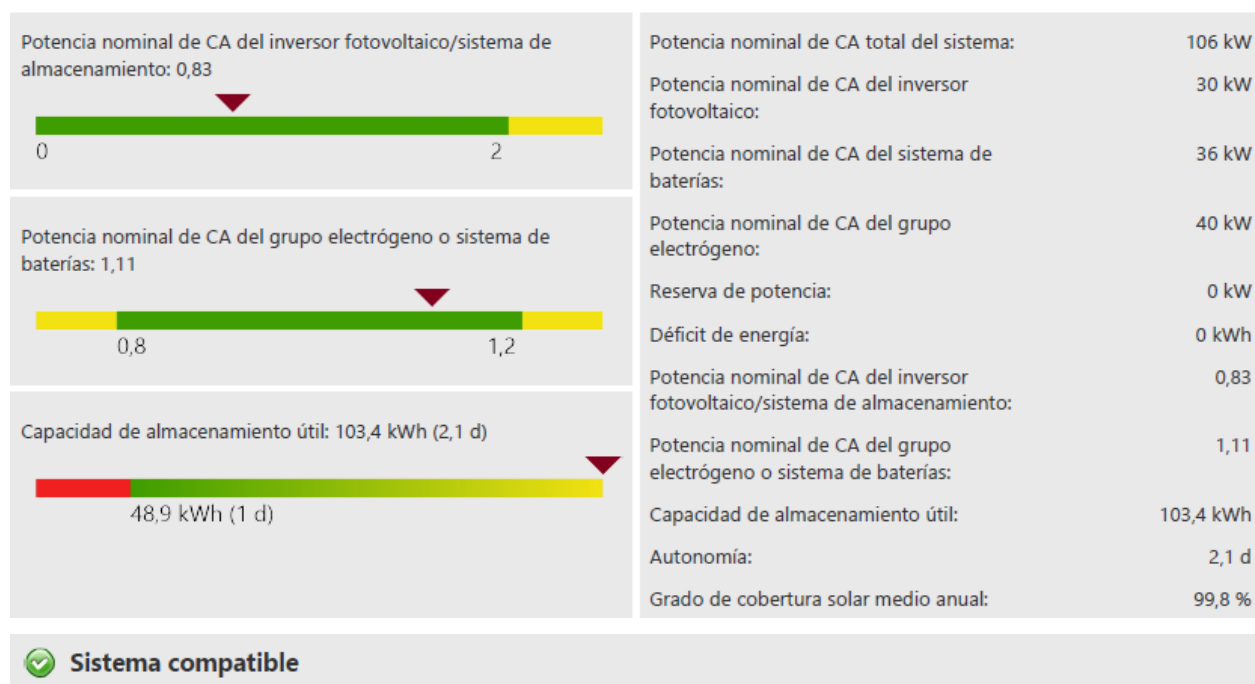 Potencia nominal de CA del inversor fotovoltaico/sistema de
almacenamiento: 0,83
0 2
Potencia nominal de CA del grupo electrógeno o sistema de
baterías: 1,11
0,8 1,2
Capacidad de almacenamiento útil: 103,4 kWh (2,1 d)
48,9 kWh (1 d)
Potencia nominal de CA total del sistema: 106 kW
Potencia nominal de CA del inversor 30 kW
fotovoltaico:
Potencia nominal de CA del sistema de 36 kW
baterías:
Potencia nominal de CA del grupo 40 kW
electrógeno:
Reserva de potencia: 0 kW
Déficit de energía: 0 kWh
Potencia nominal de CA del inversor 0,83
fotovoltaico/sistema de almacenamiento:
Potencia nominal de CA del grupo 1,11
electrógeno o sistema de baterías:
Capacidad de almacenamiento útil: 103,4 kWh
Autonomía: 2,1 d
Grado de cobertura solar medio anual: 99,8 %
Sistema compatible